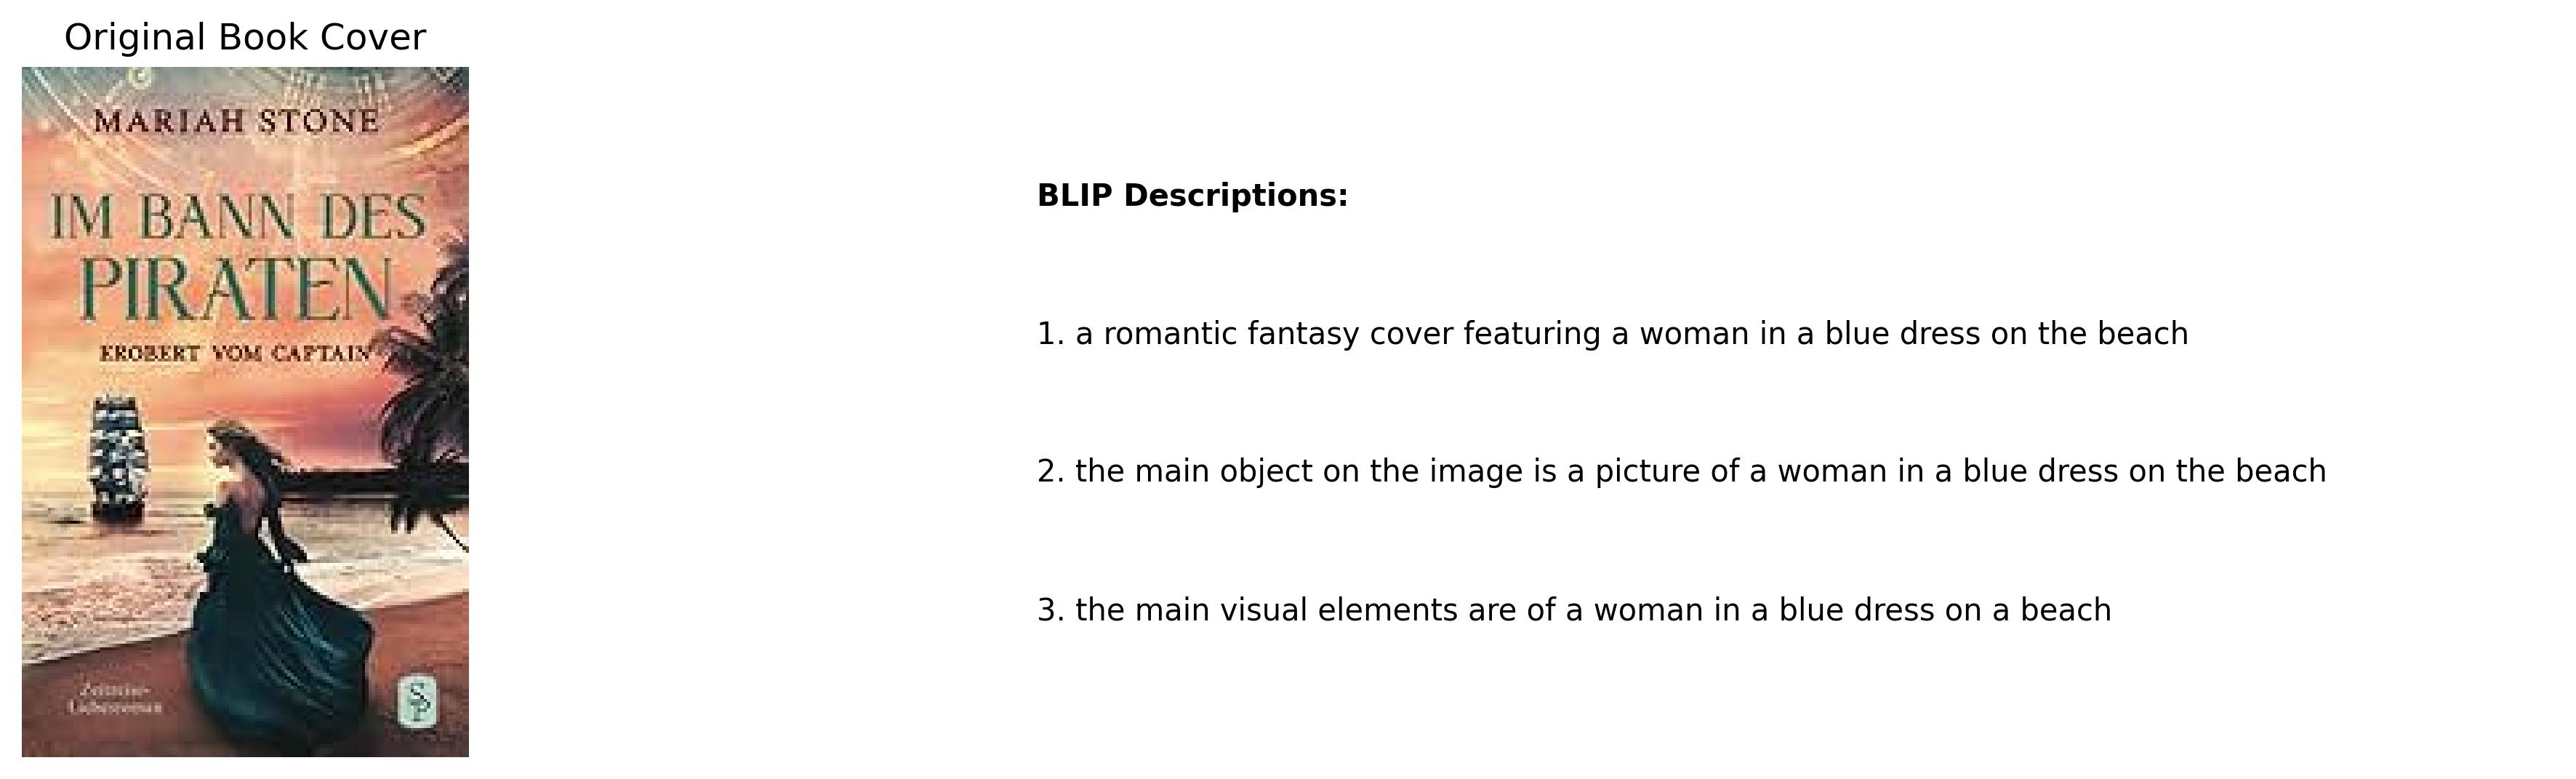 Original Book Cover
MARIAH STONE
IM BANN DES
PIRATEN
EROBERT VOM CAPTAIN
Zeitreise-
Liebesroman
SP
BLIP Descriptions:
1. a romantic fantasy cover featuring a woman in a blue dress on the beach
2. the main object on the image is a picture of a woman in a blue dress on the beach
3. the main visual elements are of a woman in a blue dress on a beach